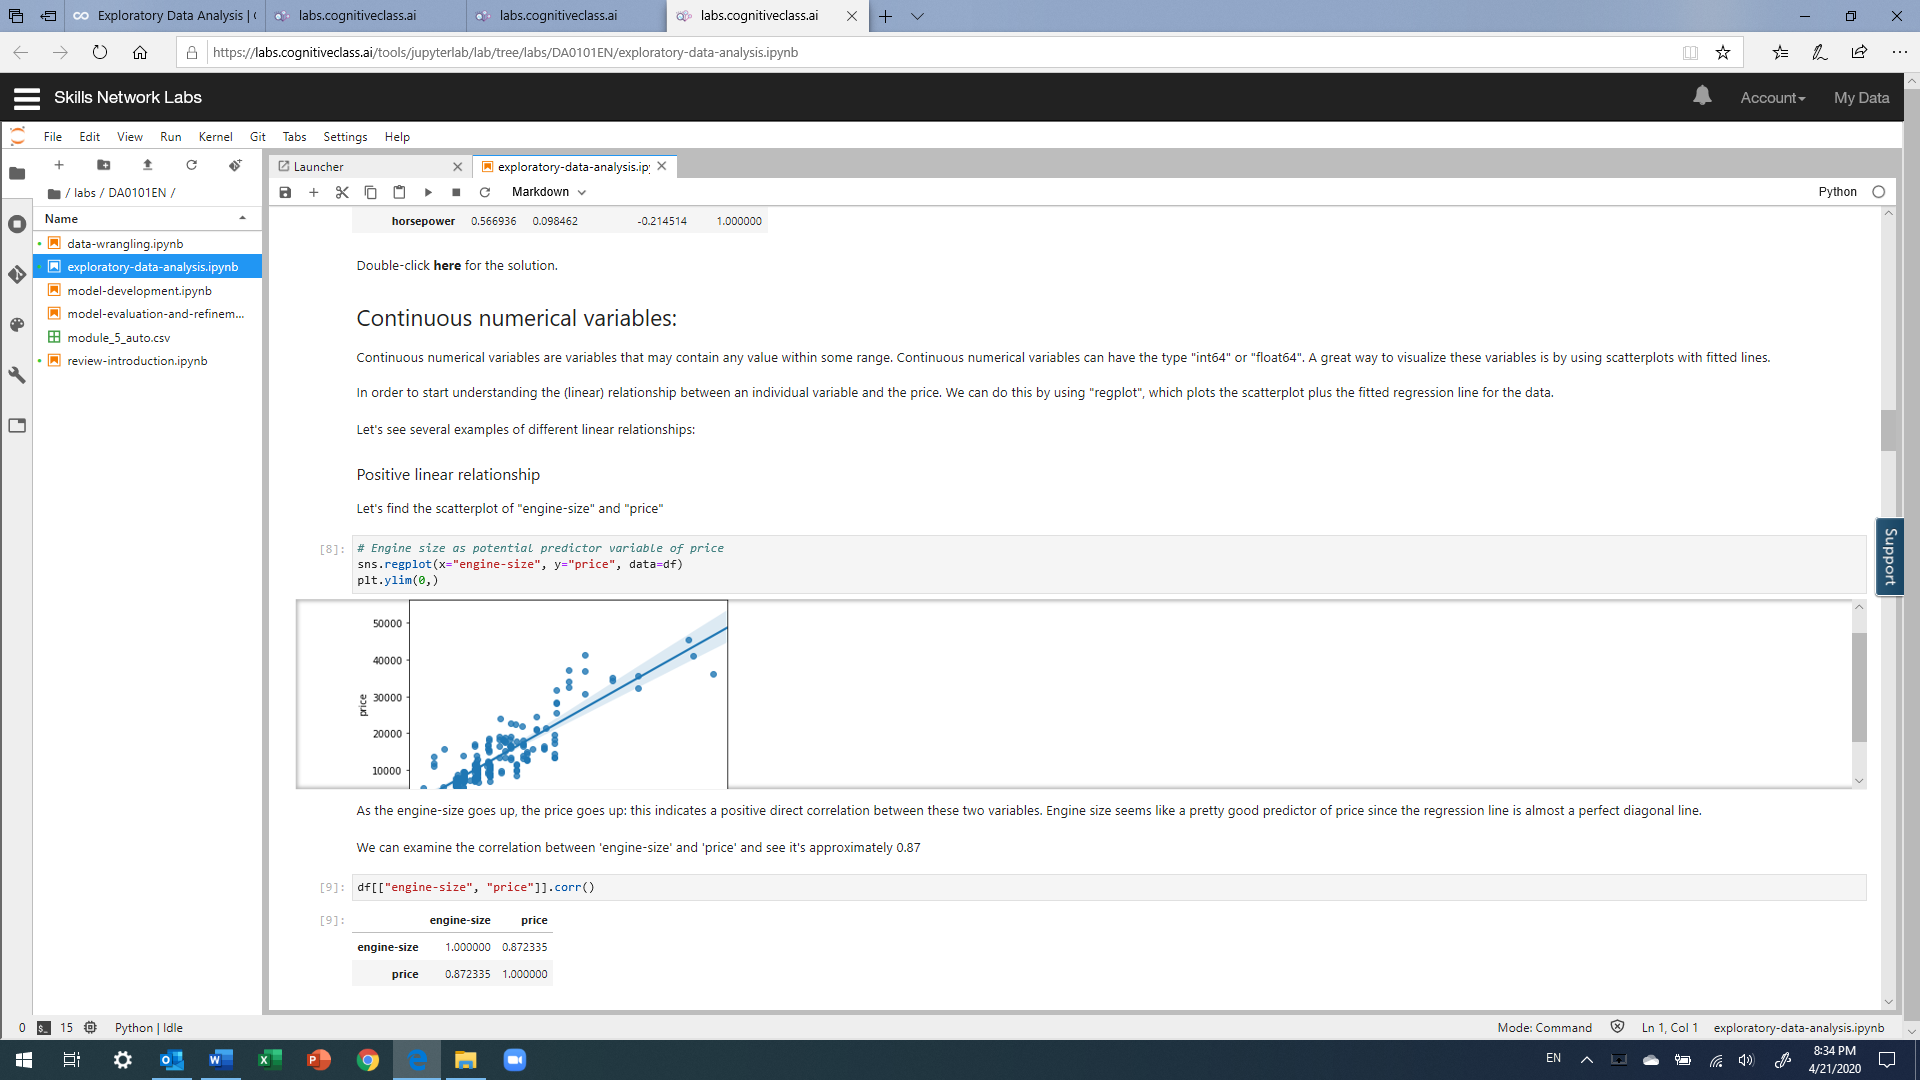 Exploratory Data Analysis | (
labs.cognitiveclass.ai
labs.cognitiveclass.ai
labs.cognitiveclass.ai
https://labs.cognitiveclass.ai/tools/jupyterlab/lab/tree/labs/DA0101EN/exploratory-data-analysis.ipynb
Skills Network Labs
Account
My Data
File Edit View Run Kernel Git Tabs Settings Help
/ labs / DA0101EN /
Name
data-wrangling.ipynb
exploratory-data-analysis.ipynb
model-development.ipynb
model-evaluation-and-refinem...
module_5_auto.csv
review-introduction.ipynb
Launcher
exploratory-data-analysis.ip
Markdown
Python
horsepower 0.566936 0.098462 -0.214514 1.000000
Double-click here for the solution.
Continuous numerical variables:
Continuous numerical variables are variables that may contain any value within some range. Continuous numerical variables can have the type "int64" or "float64". A great way to visualize these variables is by using scatterplots with fitted lines.
In order to start understanding the (linear) relationship between an individual variable and the price. We can do this by using "regplot", which plots the scatterplot plus the fitted regression line for the data.
Let's see several examples of different linear relationships:
Positive linear relationship
Let's find the scatterplot of "engine-size" and "price"
[8]:
# Engine size as potential predictor variable of price
sns.regplot(x="engine-size", y="price", data=df)
plt.ylim(0,)
50000
40000
30000
20000
10000
price
As the engine-size goes up, the price goes up: this indicates a positive direct correlation between these two variables. Engine size seems like a pretty good predictor of price since the regression line is almost a perfect diagonal line.
We can examine the correlation between 'engine-size' and 'price' and see it's approximately 0.87
[9]: df[["engine-size", "price"]].corr()
[9]: engine-size price
engine-size 1.000000 0.872335
price 0.872335 1.000000
Support
0 15 Python | Idle
Mode: Command Ln 1, Col 1 exploratory-data-analysis.ipynb
EN
8:34 PM
4/21/2020